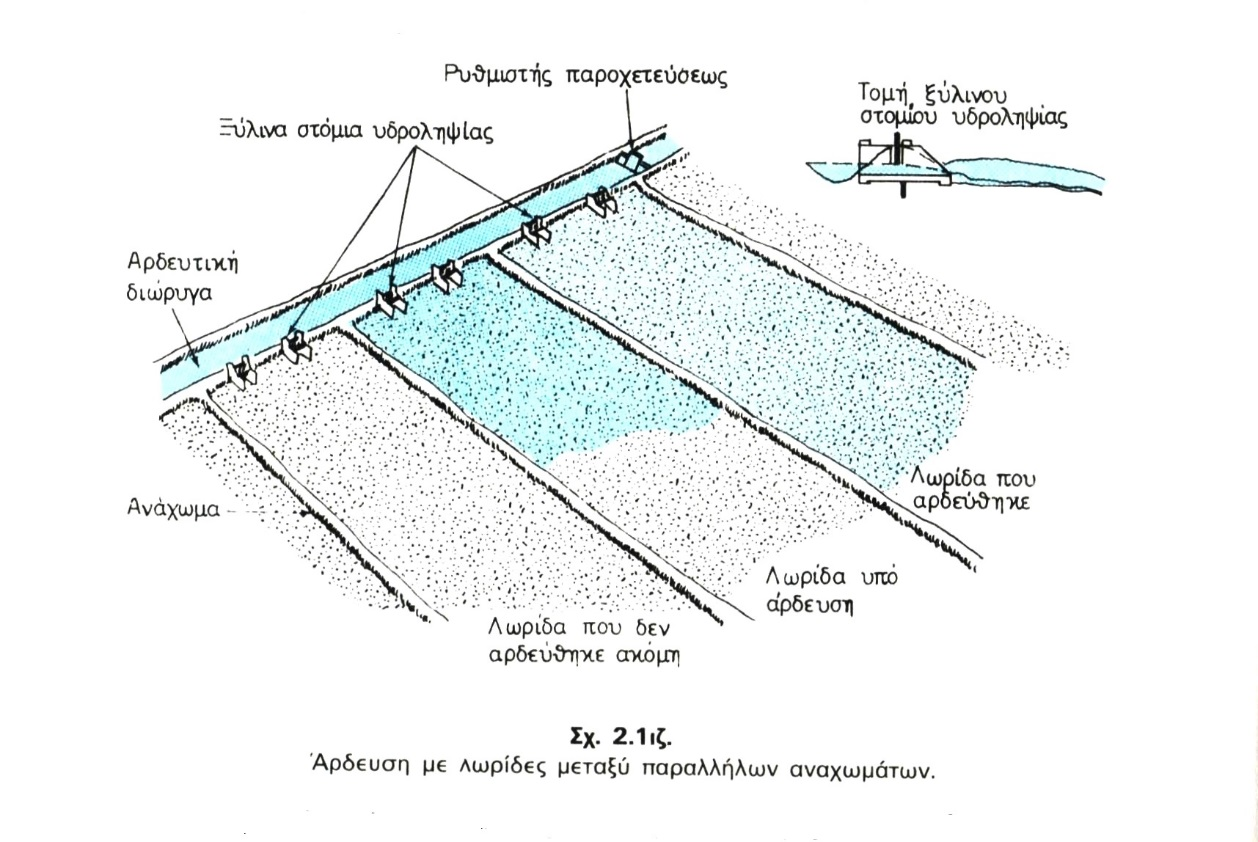 Ρυθμιστής παροχετεύσεως
Τομή ξύλινου
στομίου υδροληψίας
Ξύλινα στόμια υδροληψίας
Αρδευτική
διώρυγα
Ανάχωμα
Λωρίδα που
αρδεύθηκε
Λωρίδα υπό
άρδευση
Λωρίδα που δεν
αρδεύθηκε ακόμη
Σχ. 2.1ιζ.
Άρδευση με λωρίδες μεταξύ παραλλήλων αναχωμάτων.